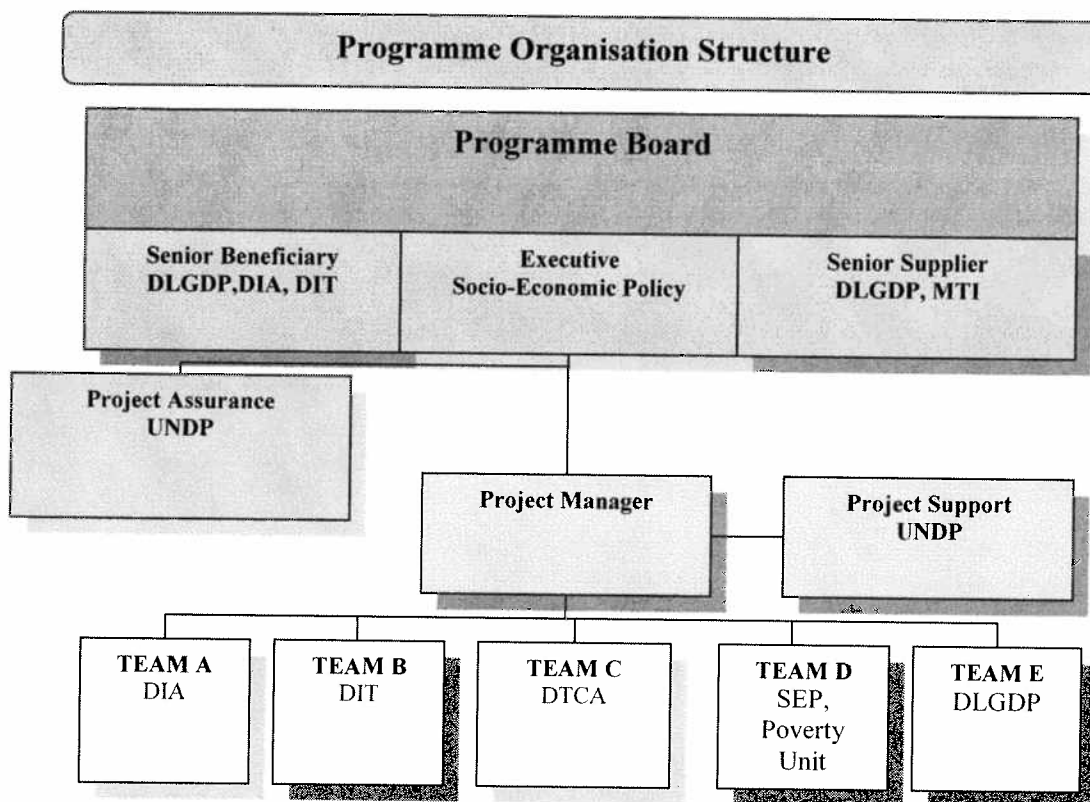 Programme Organisation Structure
Programme Board
Senior Beneficiary
DLGDP,DIA, DIT
Executive
Socio-Economic Policy
Senior Supplier
DLGDP, MTI
Project Assurance
UNDP
Project Manager
Project Support
UNDP
TEAM A
DIA
TEAM B
DIT
TEAM C
DTCA
TEAM D
SEP,
Poverty
Unit
TEAM E
DLGDP